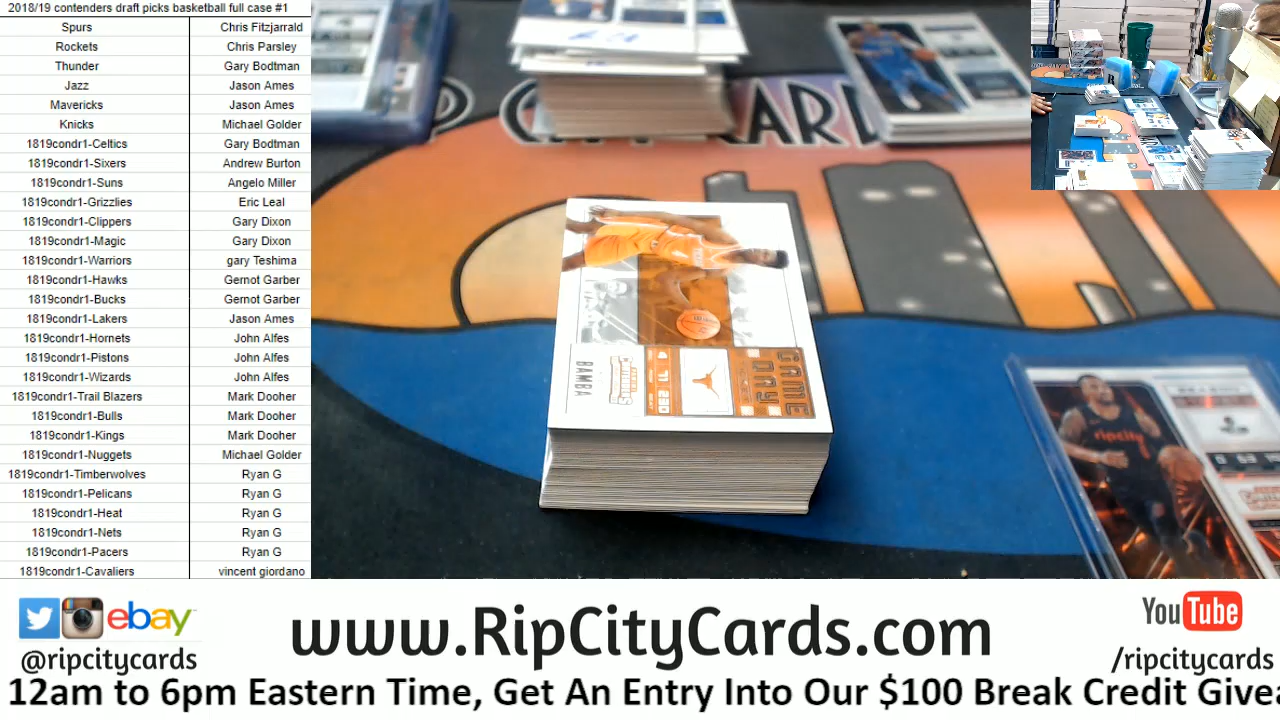 2018/19 contenders draft picks basketball full case #1
Spurs Chris Fitzjarrald
Rockets Chris Parsley
Thunder Gary Bodtman
Jazz Jason Ames
Mavericks Jason Ames
Knicks Michael Golder
1819condr1-Celtics Gary Bodtman
1819condr1-Sixers Andrew Burton
1819condr1-Suns Angelo Miller
1819condr1-Grizzlies Eric Leal
1819condr1-Clippers Gary Dixon
1819condr1-Magic Gary Dixon
1819condr1-Warriors gary Teshima
1819condr1-Hawks Gernot Garber
1819condr1-Bucks Gernot Garber
1819condr1-Lakers Jason Ames
1819condr1-Hornets John Alfes
1819condr1-Pistons John Alfes
1819condr1-Wizards John Alfes
1819condr1-Trail Blazers Mark Dooher
1819condr1-Bulls Mark Dooher
1819condr1-Kings Mark Dooher
1819condr1-Nuggets Michael Golder
1819condr1-Timberwolves Ryan G
1819condr1-Pelicans Ryan G
1819condr1-Heat Ryan G
1819condr1-Nets Ryan G
1819condr1-Pacers Ryan G
1819condr1-Cavaliers vincent giordano
GAME
DAY
BAMBA
ripcity
ebay
@ripcitycards
www.RipCityCards.com
YouTube
/ripcitycards
12am to 6pm Eastern Time, Get An Entry Into Our $100 Break Credit Givea